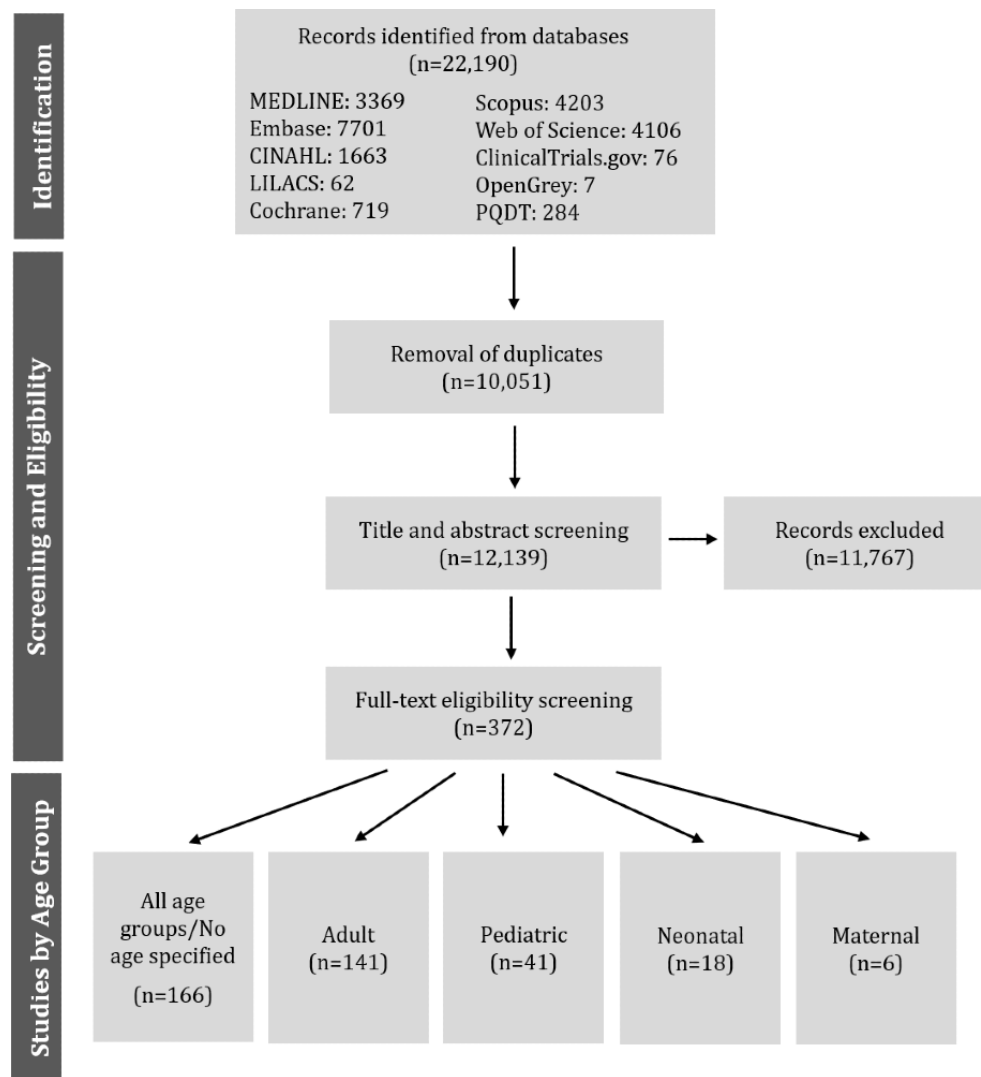 Identification
Records identified from databases
(n=22,190)
MEDLINE: 3369
Embase: 7701
CINAHL: 1663
LILACS: 62
Cochrane: 719
Scopus: 4203
Web of Science: 4106
ClinicalTrials.gov: 76
OpenGrey: 7
PQDT: 284
Screening and Eligibility
Removal of duplicates
(n=10,051)
Title and abstract screening
(n=12,139)
Records excluded
(n=11,767)
Full-text eligibility screening
(n=372)
Studies by Age Group
All age
groups/No
age specified
(n=166)
Adult
(n=141)
Pediatric
(n=41)
Neonatal
(n=18)
Maternal
(n=6)